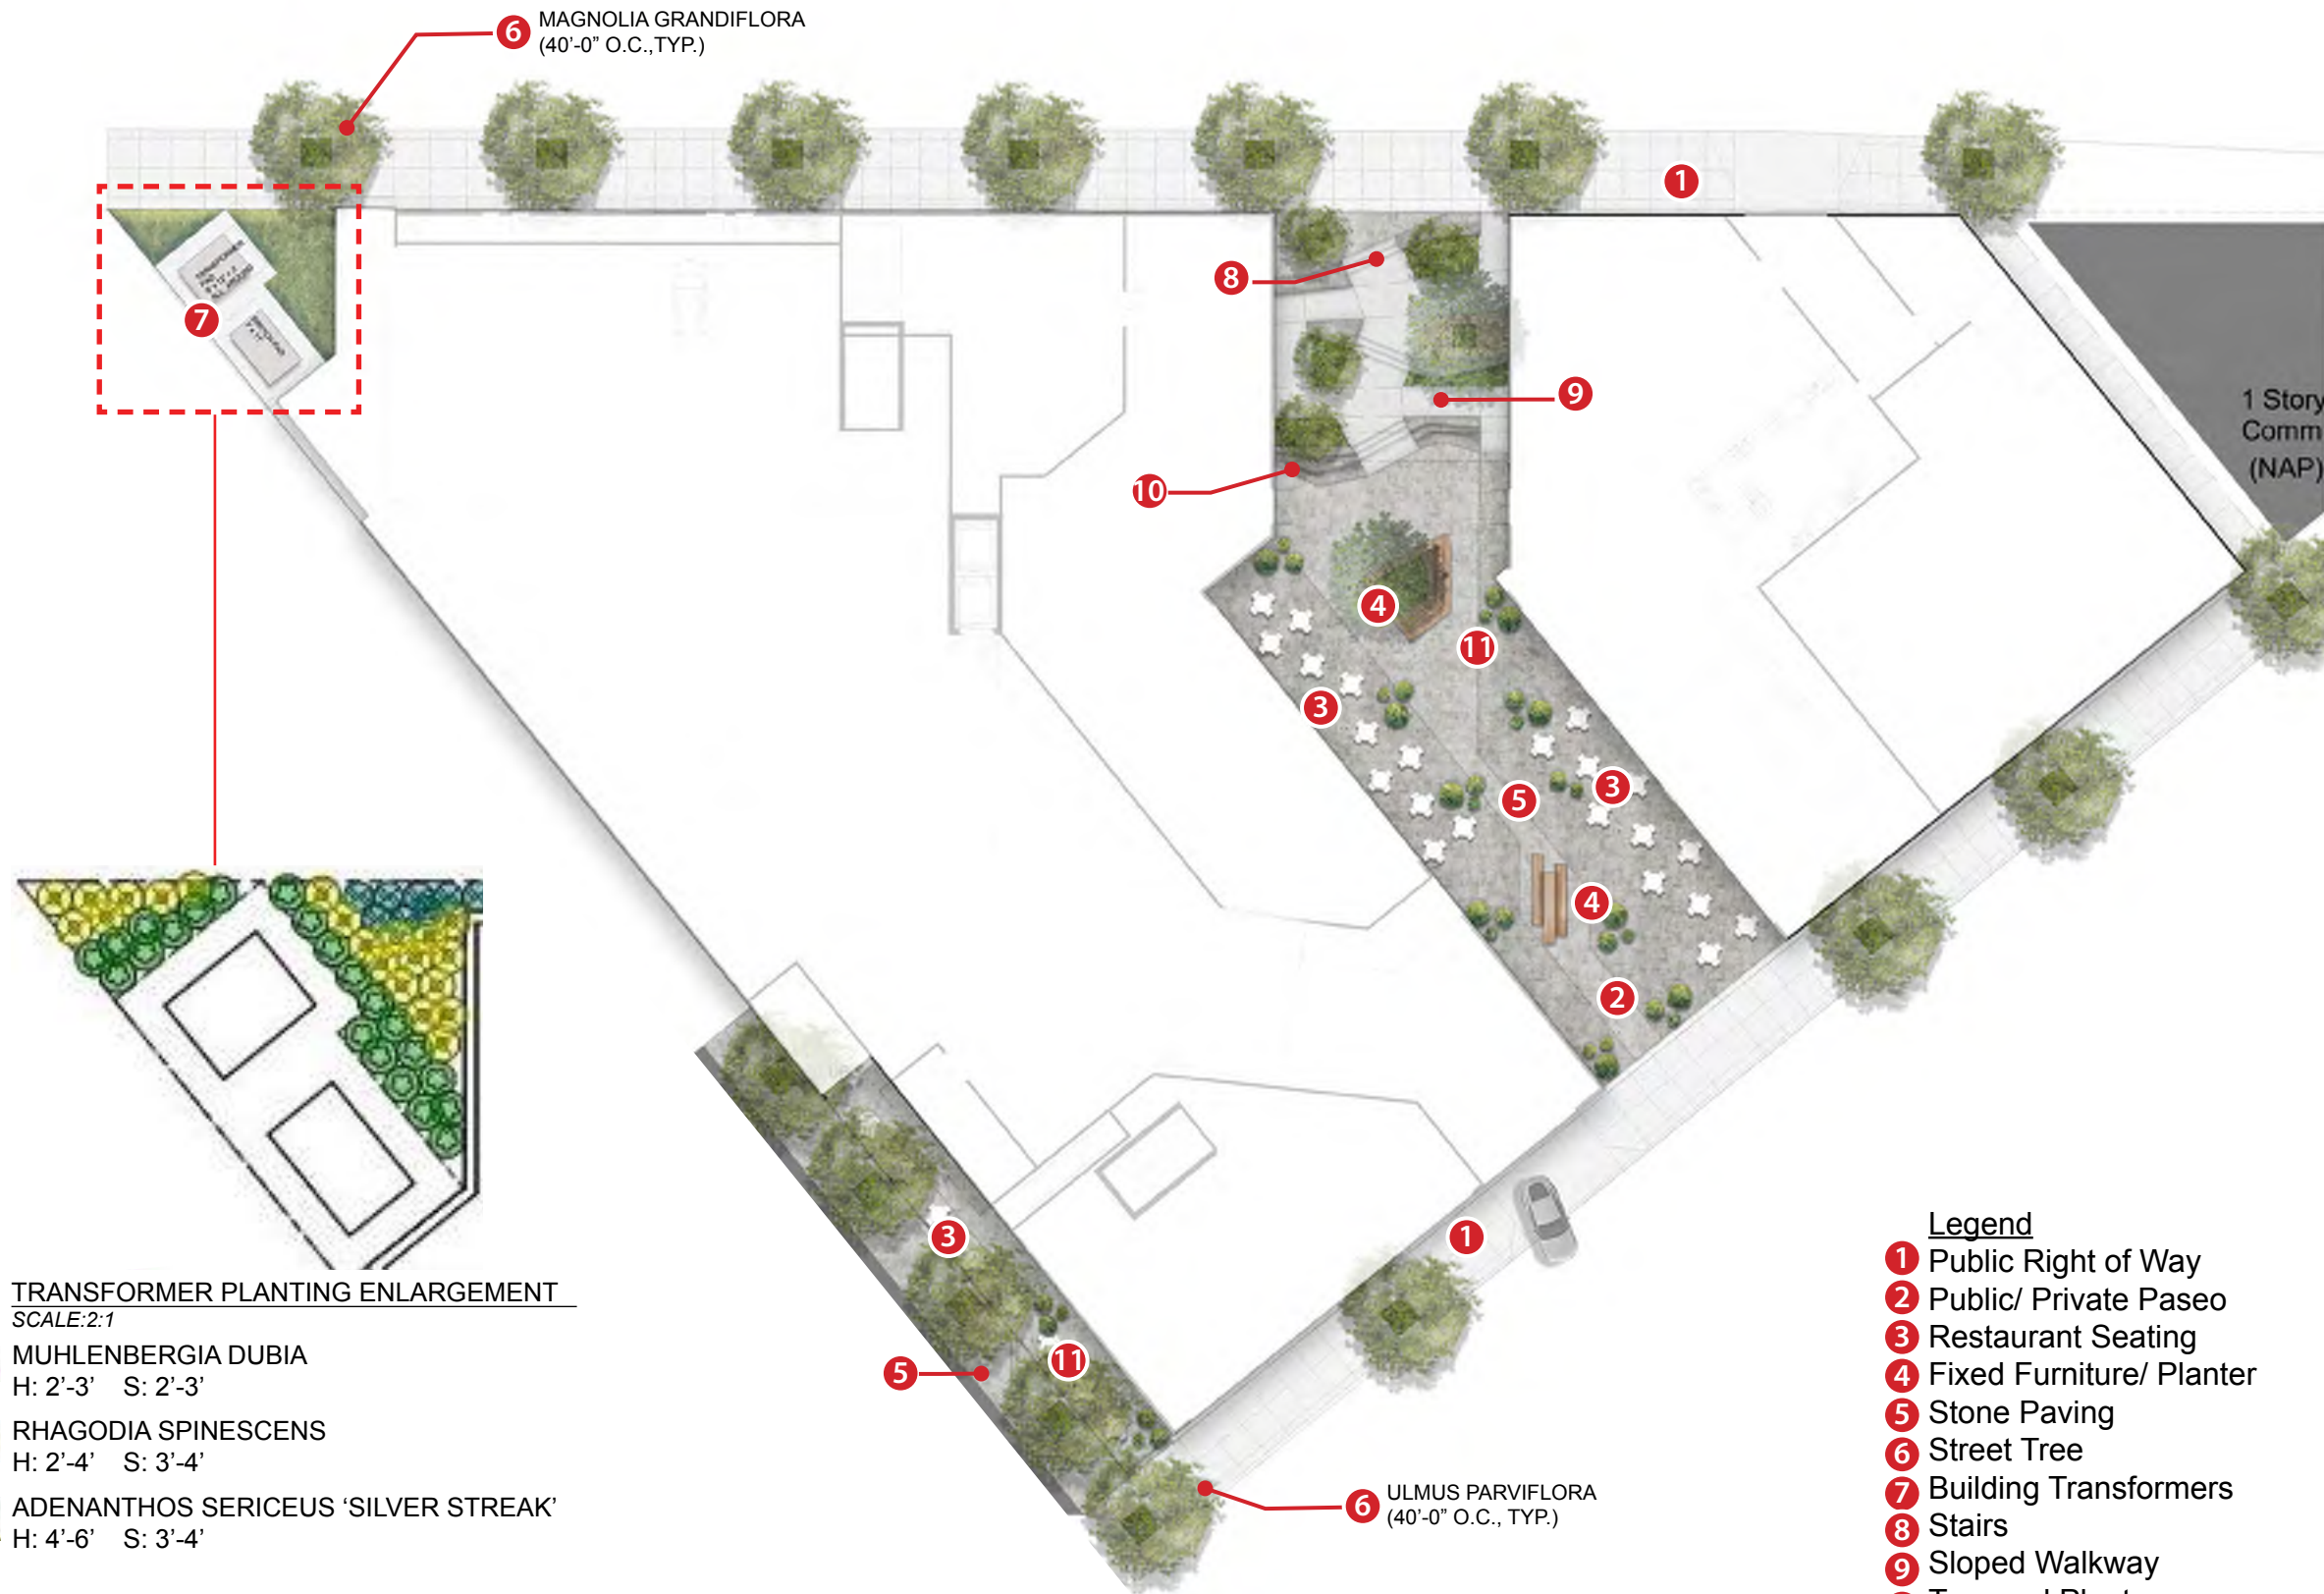 6 MAGNOLIA GRANDIFLORA
(40’-0” O.C.,TYP.)
1
8
7
TRANSFORMER
9
1 Story
Comm
(NAP)
10
4
11
3
3
5
4
2
3
1
11
5
6 ULMUS PARVIFLORA
(40’-0” O.C., TYP.)
TRANSFORMER PLANTING ENLARGEMENT
SCALE:2:1
MUHLENBERGIA DUBIA
H: 2’-3’ S: 2’-3’
RHAGODIA SPINESCENS
H: 2’-4’ S: 3’-4’
ADENANTHOS SERICEUS ‘SILVER STREAK’
H: 4’-6’ S: 3’-4’
Legend
1 Public Right of Way
2 Public/ Private Paseo
3 Restaurant Seating
4 Fixed Furniture/ Planter
5 Stone Paving
6 Street Tree
7 Building Transformers
8 Stairs
9 Sloped Walkway